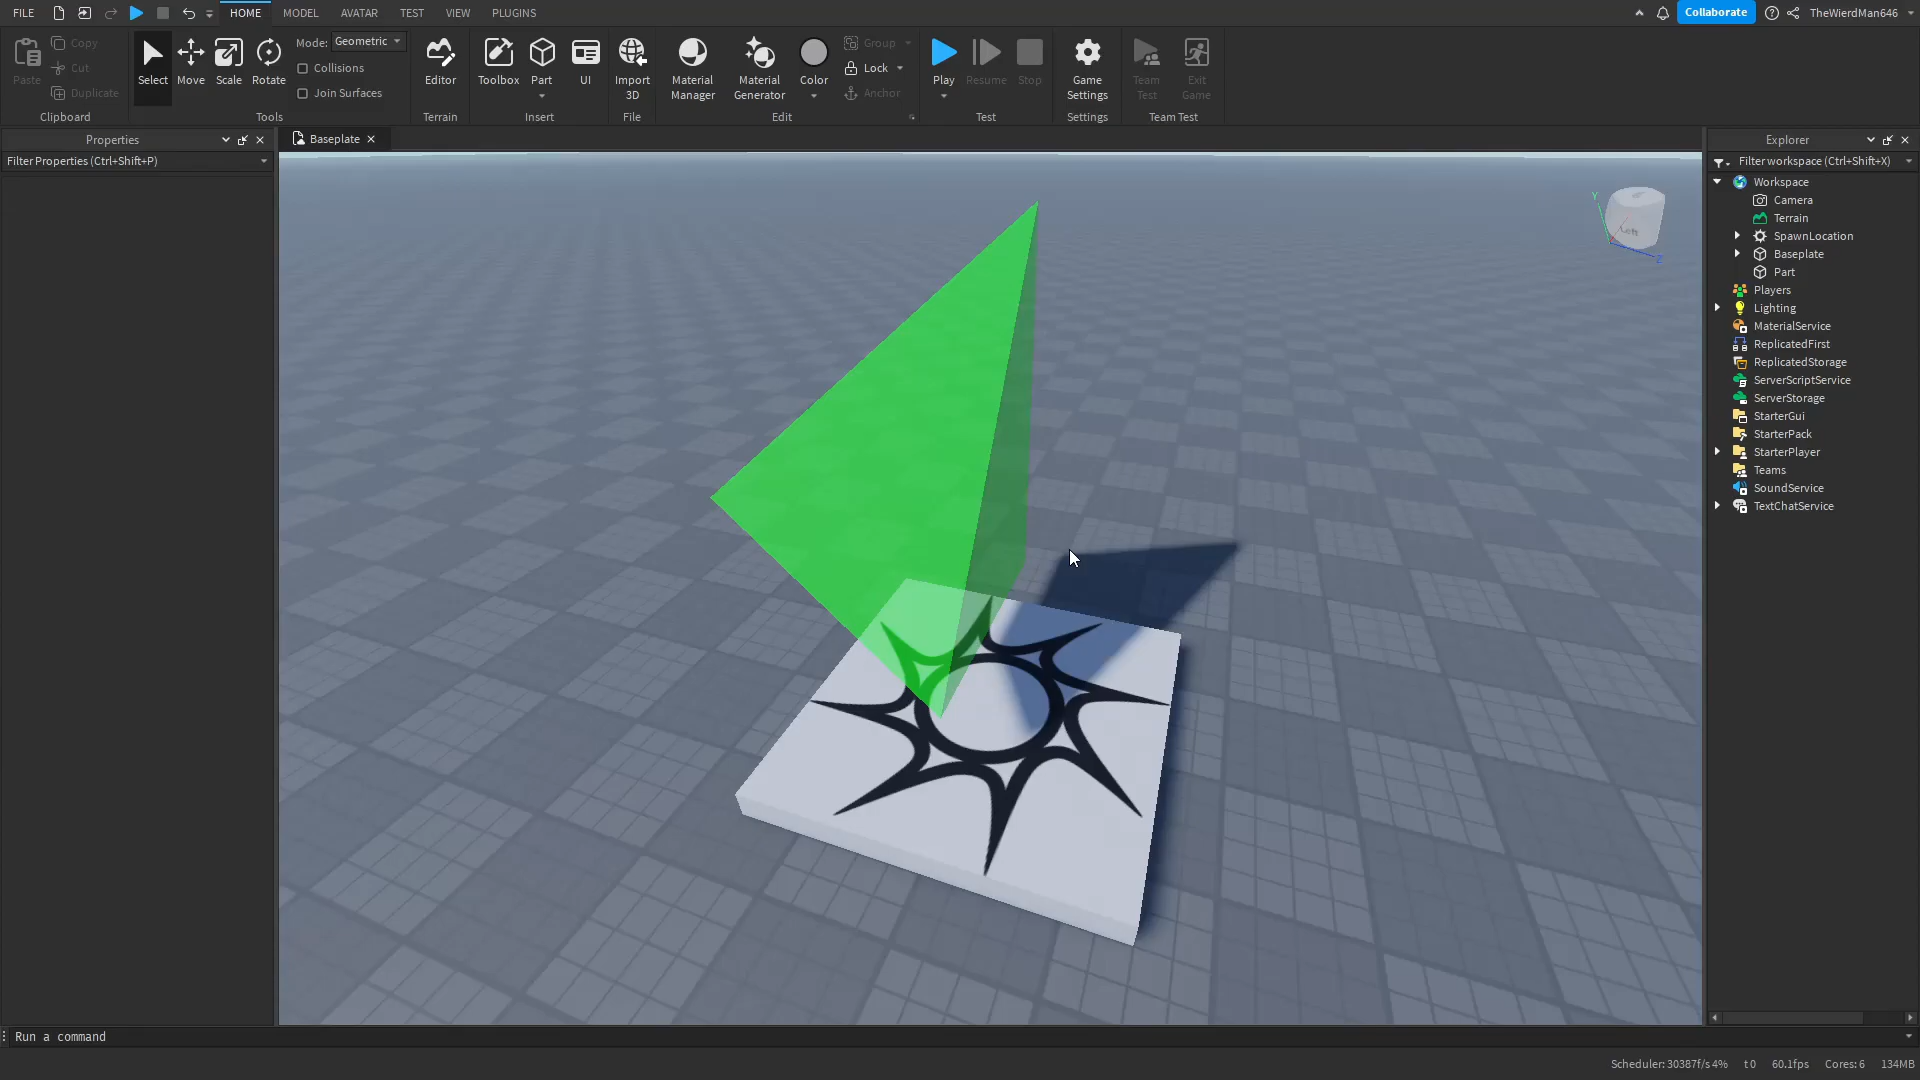 FILE HOME MODEL AVATAR TEST VIEW PLUGINS Collaborate TheWierdMan646
Paste
Copy
Cut
Duplicate
Clipboard
Select
Move
Scale
Rotate
Mode: Geometric
Collisions
Join Surfaces
Tools
Editor
Terrain
Toolbox
Part
UI
Insert
Import
3D
File
Material
Manager
Material
Generator
Color
Group
Lock
Anchor
Edit
Play
Resume
Stop
Test
Game
Settings
Settings
Team
Test
Exit
Game
Team Test
Properties
Filter Properties (Ctrl+Shift+P)
Baseplate
Y
Left
Z
Explorer
Filter workspace (Ctrl+Shift+X)
Workspace
Camera
Terrain
SpawnLocation
Baseplate
Part
Players
Lighting
MaterialService
ReplicatedFirst
ReplicatedStorage
ServerScriptService
ServerStorage
StarterGui
StarterPack
StarterPlayer
Teams
SoundService
TextChatService
Run a command
Scheduler: 30387f/s 4% t 0 60.1fps Cores: 6 134MB